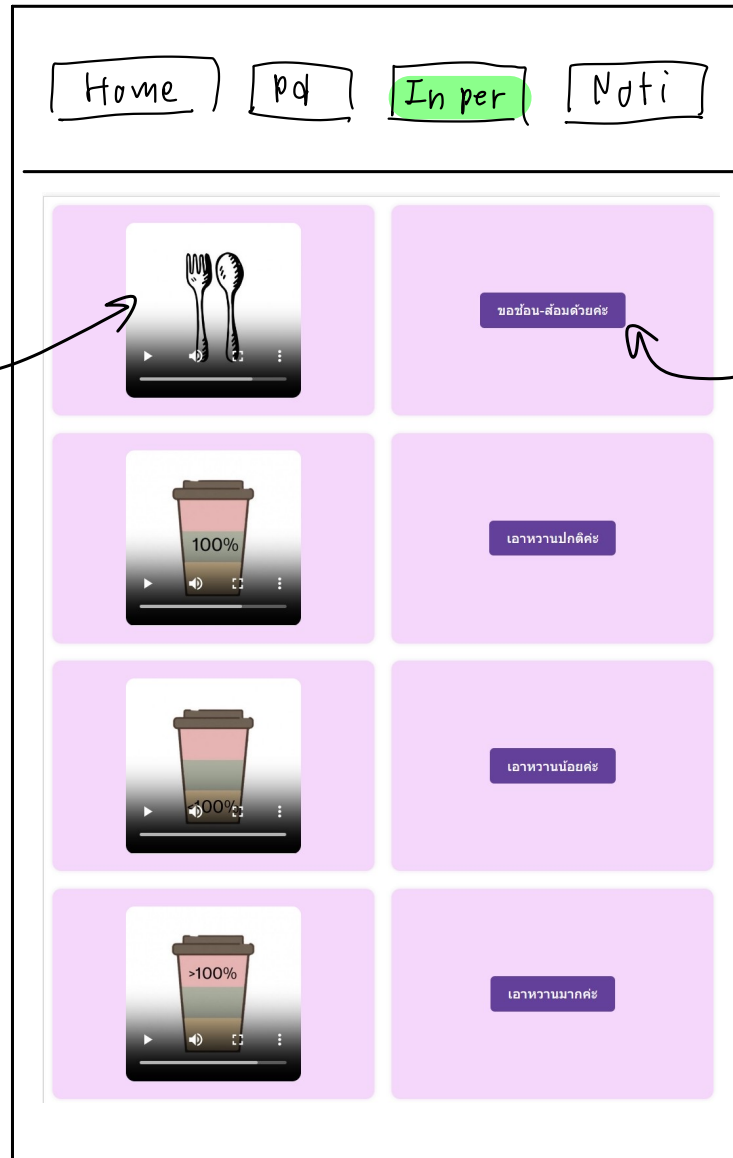 Home
Pd
In per
Noti
ขอช้อน-ส้อมด้วยค่ะ
100%
เอาหวานปกติค่ะ
<100%
เอาหวานน้อยค่ะ
>100%
เอาหวานมากค่ะ